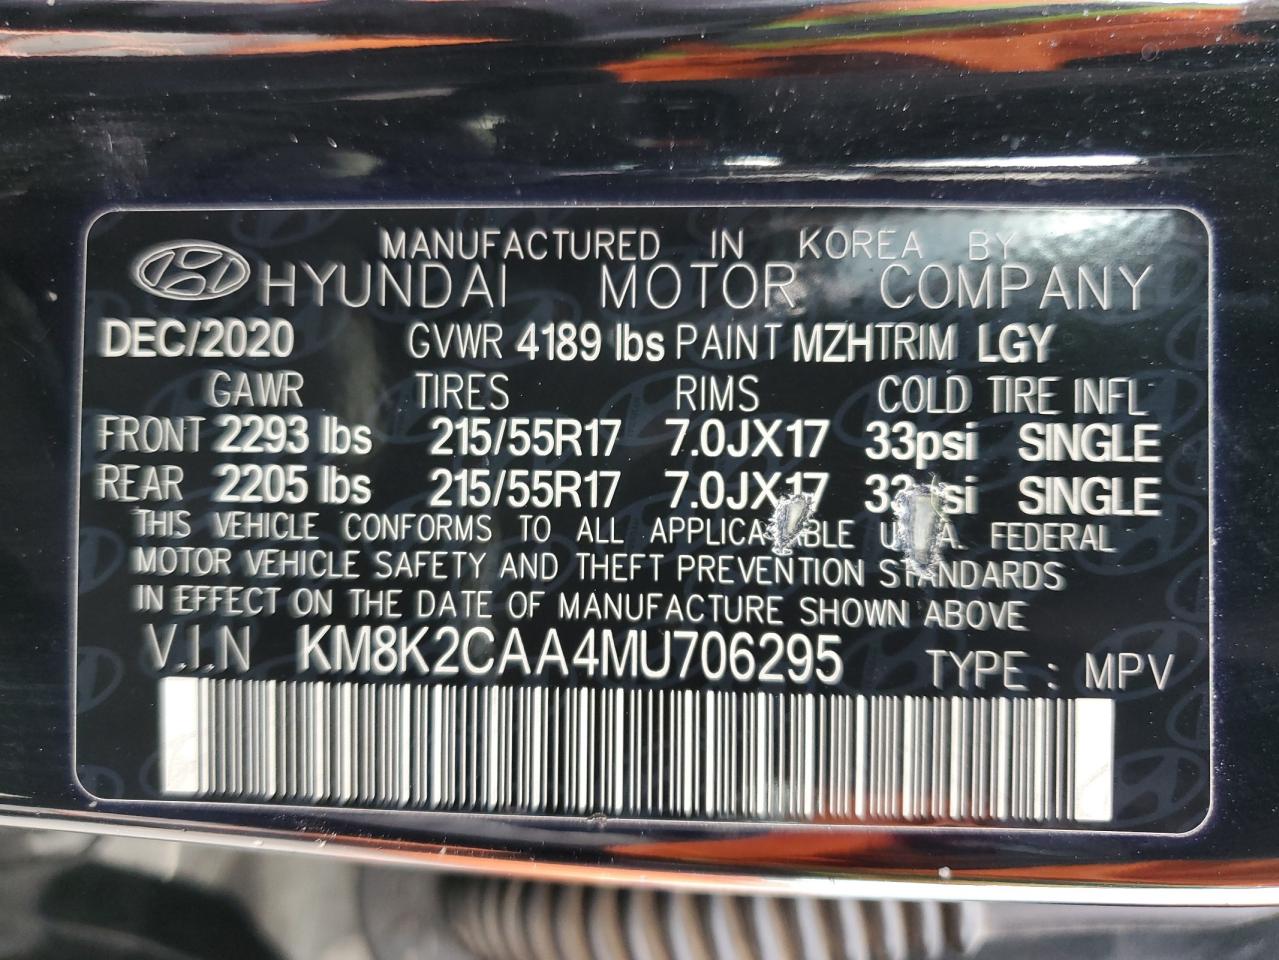 MANUFACTURED IN KOREA BY
HYUNDAI MOTOR COMPANY
DEC/2020 GVWR 4189 lbs PAINT MZH TRIM LGY
GAWR TIRES RIMS COLD TIRE INFL
FRONT 2293 lbs 215/55R17 7.0JX17 33psi SINGLE
REAR 2205 lbs 215/55R17 7.0JX17 SINGLE
THIS VEHICLE CONFORMS TO ALL APPLICABLE FEDERAL
MOTOR VEHICLE SAFETY AND THEFT PREVENTION STANDARDS
IN EFFECT ON THE DATE OF MANUFACTURE SHOWN ABOVE
V.I.N KM8K2CAA4MU706295 TYPE : MPV